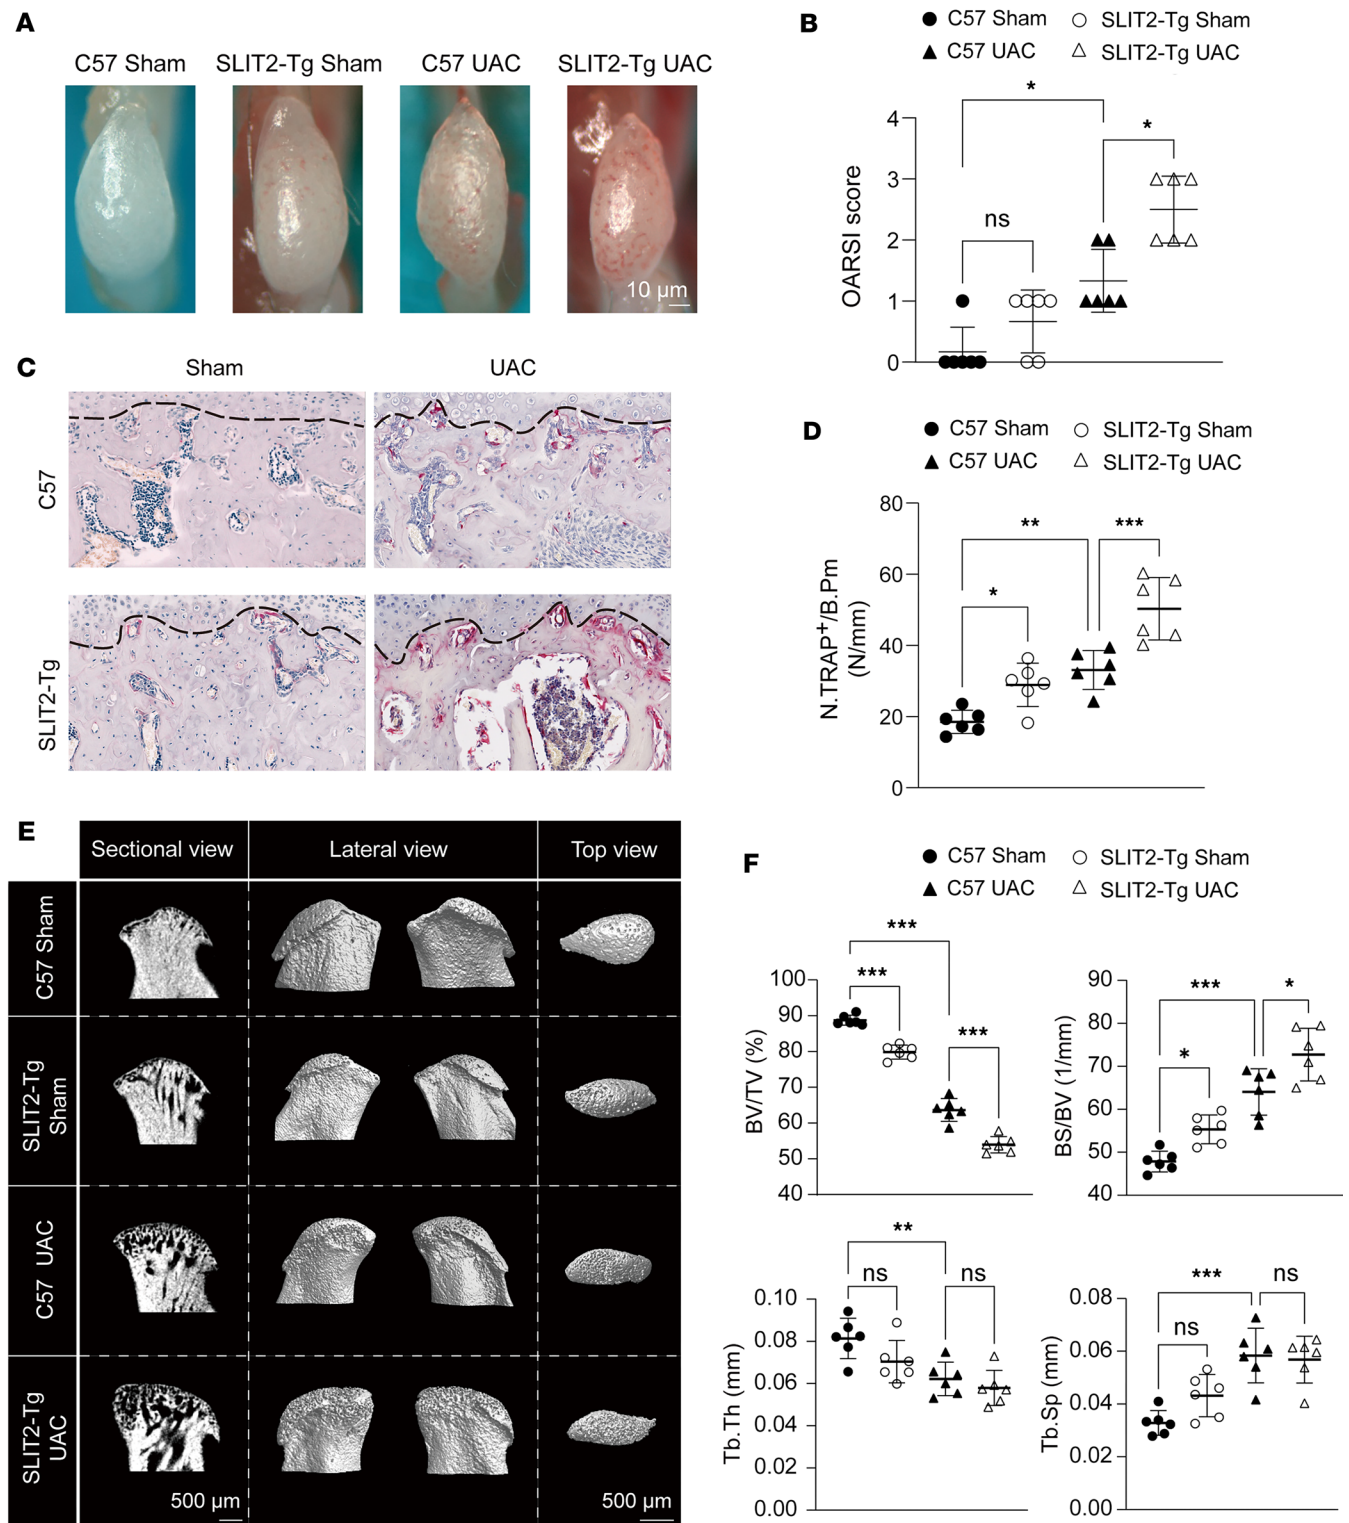 A
C57 Sham
SLIT2-Tg Sham
C57 UAC
SLIT2-Tg UAC
10 µm
B
C57 Sham
SLIT2-Tg Sham
C57 UAC
SLIT2-Tg UAC
OARSI score
4
3
2
1
0
*
*
ns
C
Sham
UAC
C57
SLIT2-Tg
D
C57 Sham
SLIT2-Tg Sham
C57 UAC
SLIT2-Tg UAC
N.TRAP⁺/B.Pm
(N/mm)
80
60
40
20
0
**
***
*
E
Sectional view
Lateral view
Top view
C57 Sham
SLIT2-Tg
Sham
C57 UAC
SLIT2-Tg
UAC
500 µm
500 µm
F
C57 Sham
SLIT2-Tg Sham
C57 UAC
SLIT2-Tg UAC
BV/TV (%)
100
90
80
70
60
50
40
***
***
***
BS/BV (1/mm)
90
80
70
60
50
40
***
*
*
Tb.Th (mm)
0.10
0.08
0.06
0.04
0.02
0.00
**
ns
ns
Tb.Sp (mm)
0.08
0.06
0.04
0.02
0.00
***
ns
ns